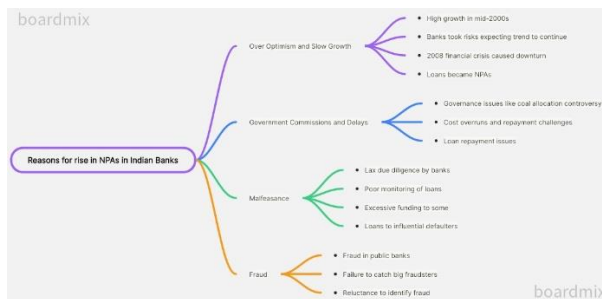 boardmix
Reasons for rise in NPAs in Indian Banks
Over Optimism and Slow Growth
High growth in mid-2000s
Banks took risks expecting trend to continue
2008 financial crisis caused downturn
Loans became NPAs
Government Commissions and Delays
Governance issues like coal allocation controversy
Cost overruns and repayment challenges
Loan repayment issues
Malfeasance
Lax due diligence by banks
Poor monitoring of loans
Excessive funding to some
Loans to influential defaulters
Fraud
Fraud in public banks
Failure to catch big fraudsters
Reluctance to identify fraud
boardmix